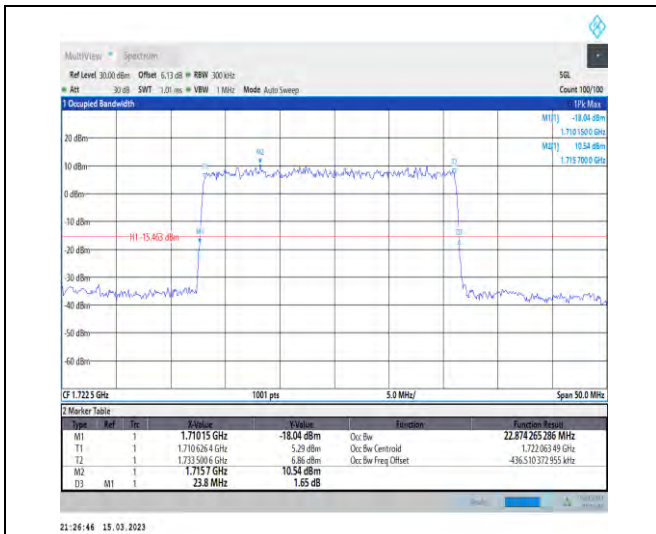 MultiView Spectrum
Ref Level 30.00 dBm Offset 6.13 dB RBW 300 kHz SGL
Att 30 dB SWT 1.01 ms VBW 1 MHz Mode Auto Sweep Count 100/100
1 Occupied Bandwidth 1Pk Max
M1[1] -18.04 dBm
1.710150 0 GHz
M2[1] 10.54 dBm
1.715700 0 GHz
20 dBm
M2
10 dBm
T1 T2
0 dBm
-10 dBm
M1 D3
H1 -15.463 dBm
-20 dBm
-30 dBm
-40 dBm
-50 dBm
-60 dBm
CF 1.722 5 GHz 1001 pts 5.0 MHz/ Span 50.0 MHz
2 Marker Table
Type Ref Trc X-Value Y-Value Function Function Result
M1 1 1.71015 GHz -18.04 dBm Occ Bw 22.874 265 286 MHz
T1 1 1.710 626 4 GHz 5.29 dBm Occ Bw Centroid 1.722 063 49 GHz
T2 1 1.733 500 6 GHz 6.86 dBm Occ Bw Freq Offset -436.510 372 955 kHz
M2 1 1.7157 GHz 10.54 dBm
D3 M1 1 23.8 MHz 1.65 dB
21:26:46 15.03.2023